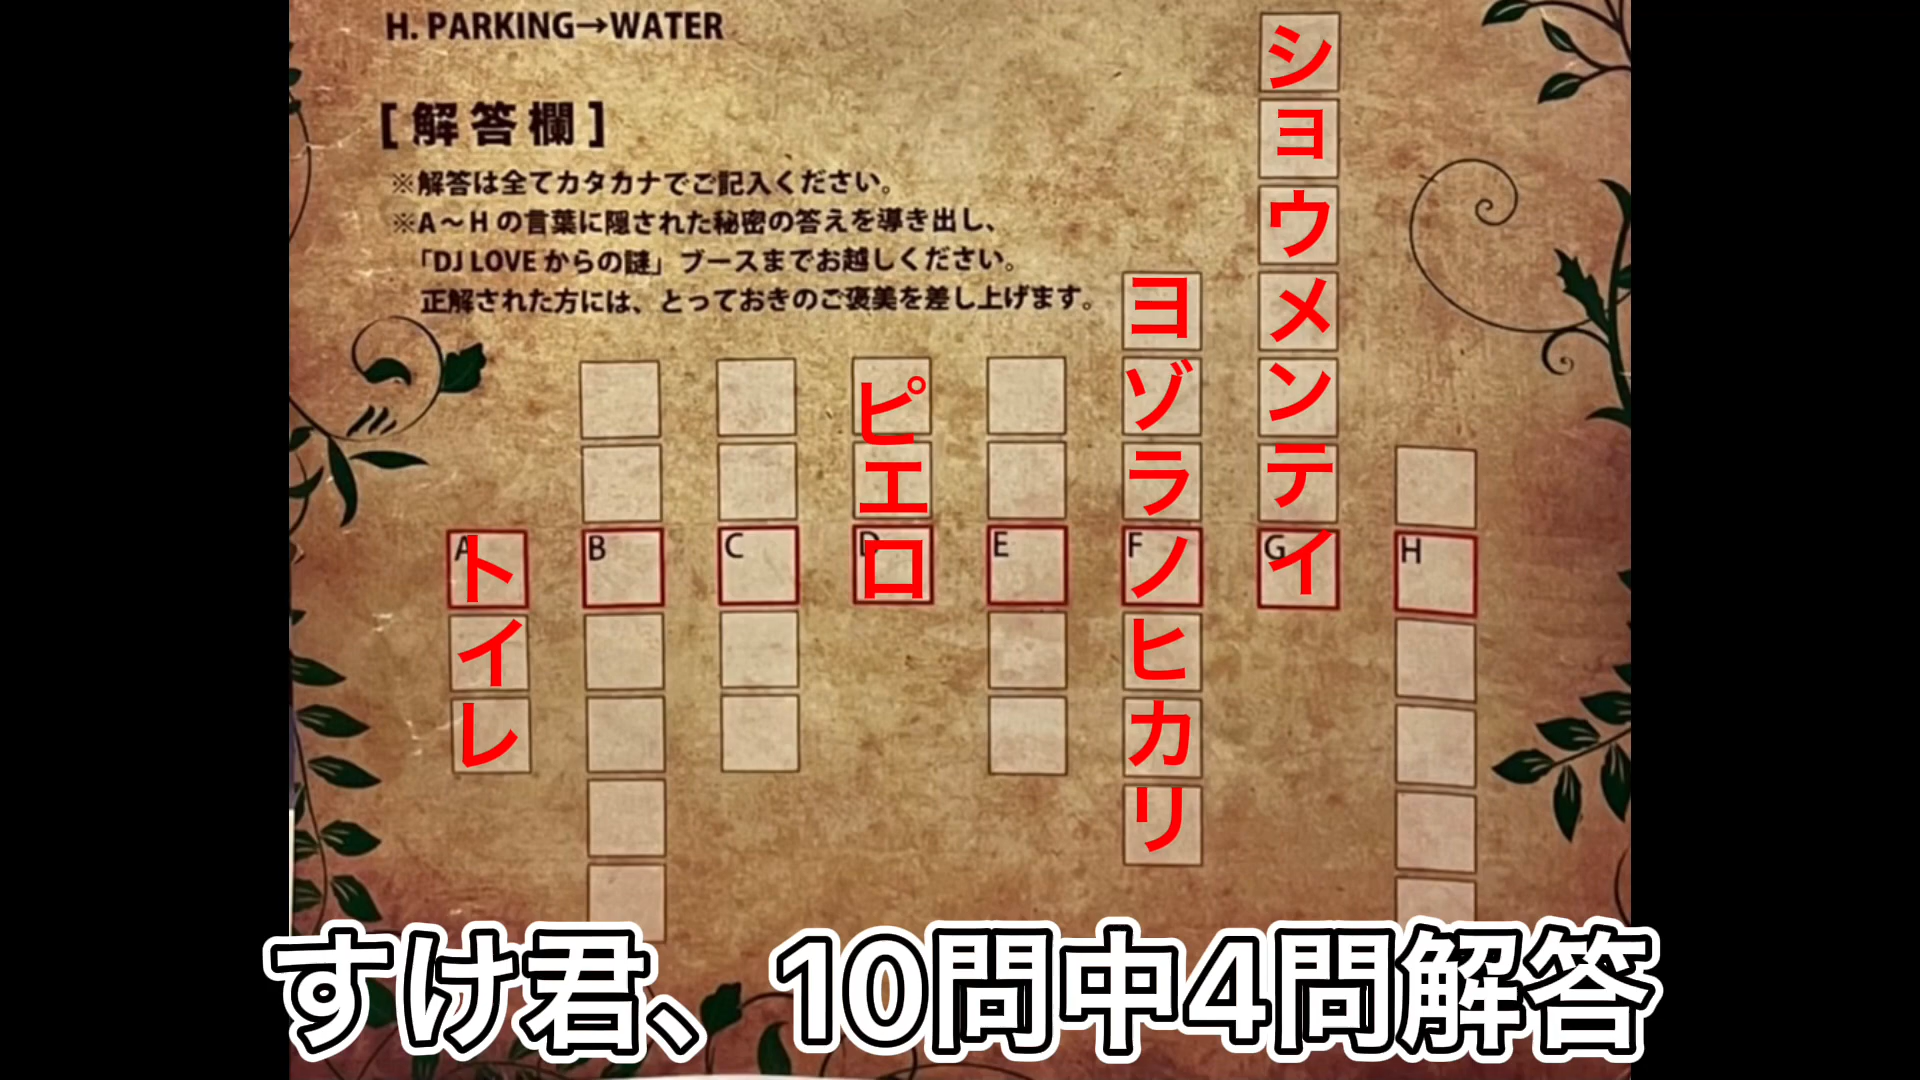 H. PARKING→WATER
[解答欄]
※解答は全てカタカナでご記入ください。
※A～Hの言葉に隠された秘密の答えを導き出し、
「DJ LOVEからの謎」ブースまでお越しください。
正解された方には、とっておきのご褒美を差し上げます。
A
トイレ
B
C
D
ピエロ
E
F
ヨゾラノヒカリ
G
ショウメンテイ
H
すけ君、10問中4問解答